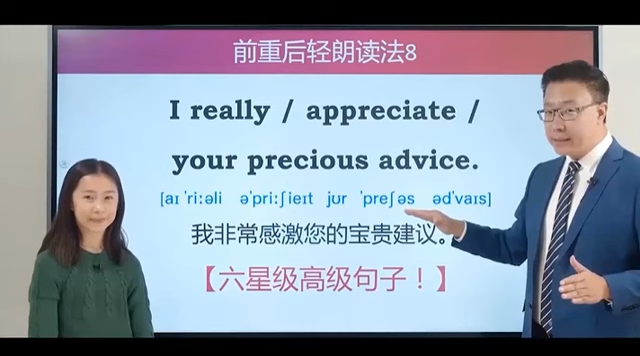 前重后轻朗读法8
I really / appreciate /
your precious advice.
[aɪ ˈriːəli əˈpriːʃieɪt jʊr ˈpreʃəs ədˈvaɪs]
我非常感激您的宝贵建议。
【六星级高级句子！】